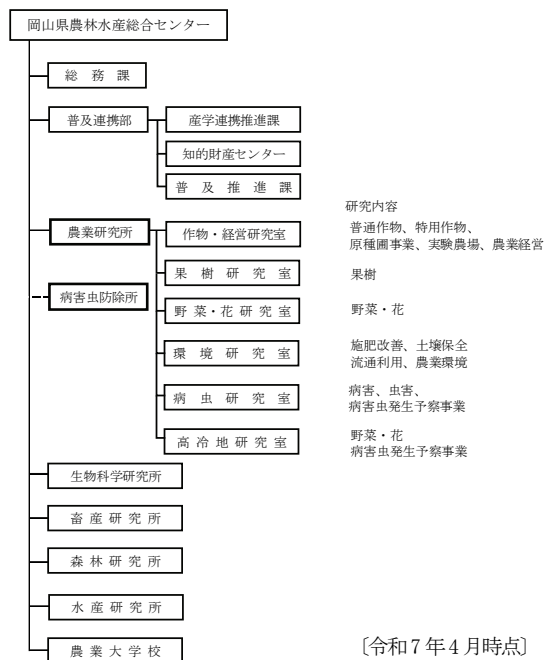 岡山県農林水産総合センター
総務課
普及連携部
産学連携推進課
知的財産センター
普及推進課
研究内容
農業研究所
作物・経営研究室
普通作物、特用作物、
原種圃事業、実験農場、農業経営
果樹研究室
果樹
病害虫防除所
野菜・花研究室
野菜・花
環境研究室
施肥改善、土壌保全
流通利用、農業環境
病虫研究室
病害、虫害、
病害虫発生予察事業
高冷地研究室
野菜・花
病害虫発生予察事業
生物科学研究所
畜産研究所
森林研究所
水産研究所
農業大学校
〔令和7年4月時点〕